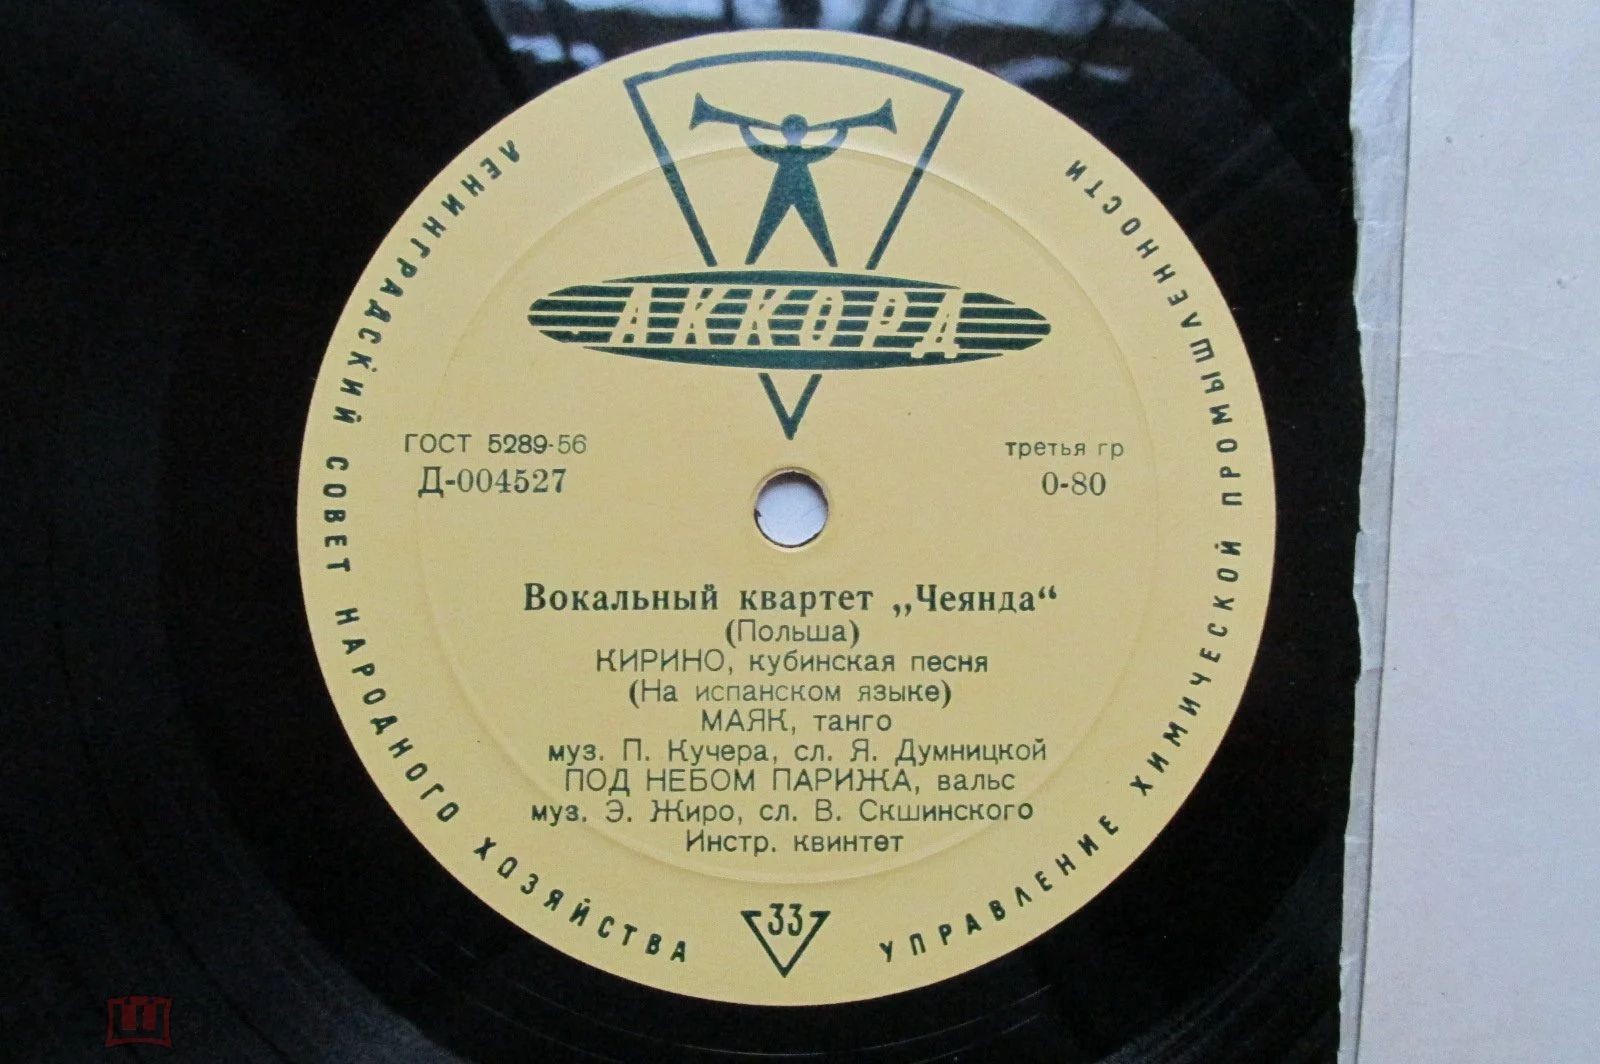 ЛЕНИНГРАДСКИЙ СОВЕТ НАРОДНОГО ХОЗЯЙСТВА
УПРАВЛЕНИЕ ХИМИЧЕСКОЙ ПРОМЫШЛЕННОСТИ
АККОРД
ГОСТ 5289-56
Д-004527
третья гр
0-80
Вокальный квартет „Чеянда“
(Польша)
КИРИНО, кубинская песня
(На испанском языке)
МАЯК, танго
муз. П. Кучера, сл. Я. Думницкой
ПОД НЕБОМ ПАРИЖА, вальс
муз. Э. Жиро, сл. В. Скшинского
Инстр. квинтет
33